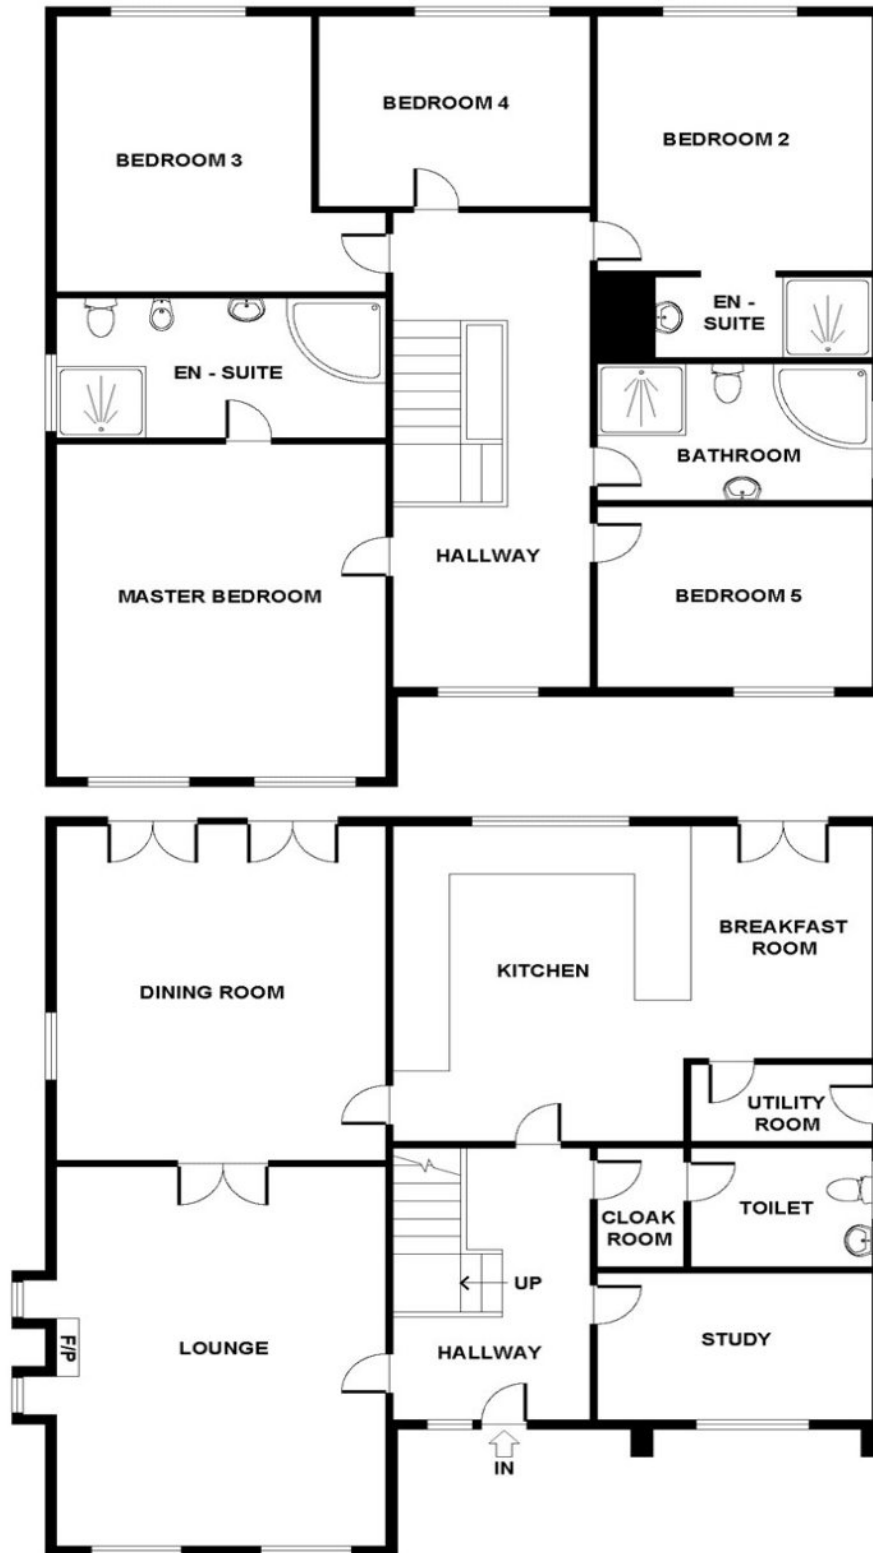 BEDROOM 4
BEDROOM 2
BEDROOM 3
EN -
SUITE
EN - SUITE
BATHROOM
HALLWAY
MASTER BEDROOM
BEDROOM 5
BREAKFAST
ROOM
KITCHEN
DINING ROOM
UTILITY
ROOM
TOILET
CLOAK
ROOM
UP
F/P
LOUNGE
HALLWAY
STUDY
IN